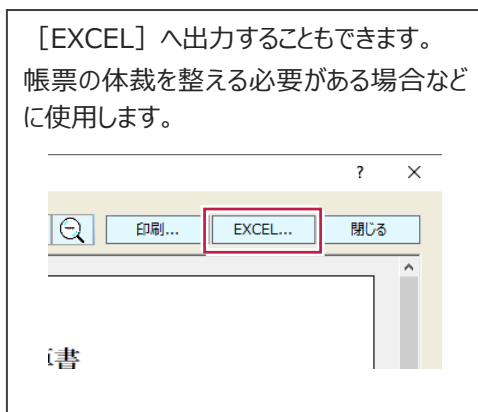 ［EXCEL］へ出力することもできます。
帳票の体裁を整える必要がある場合など
に使用します。
?
印刷... EXCEL... 閉じる
書